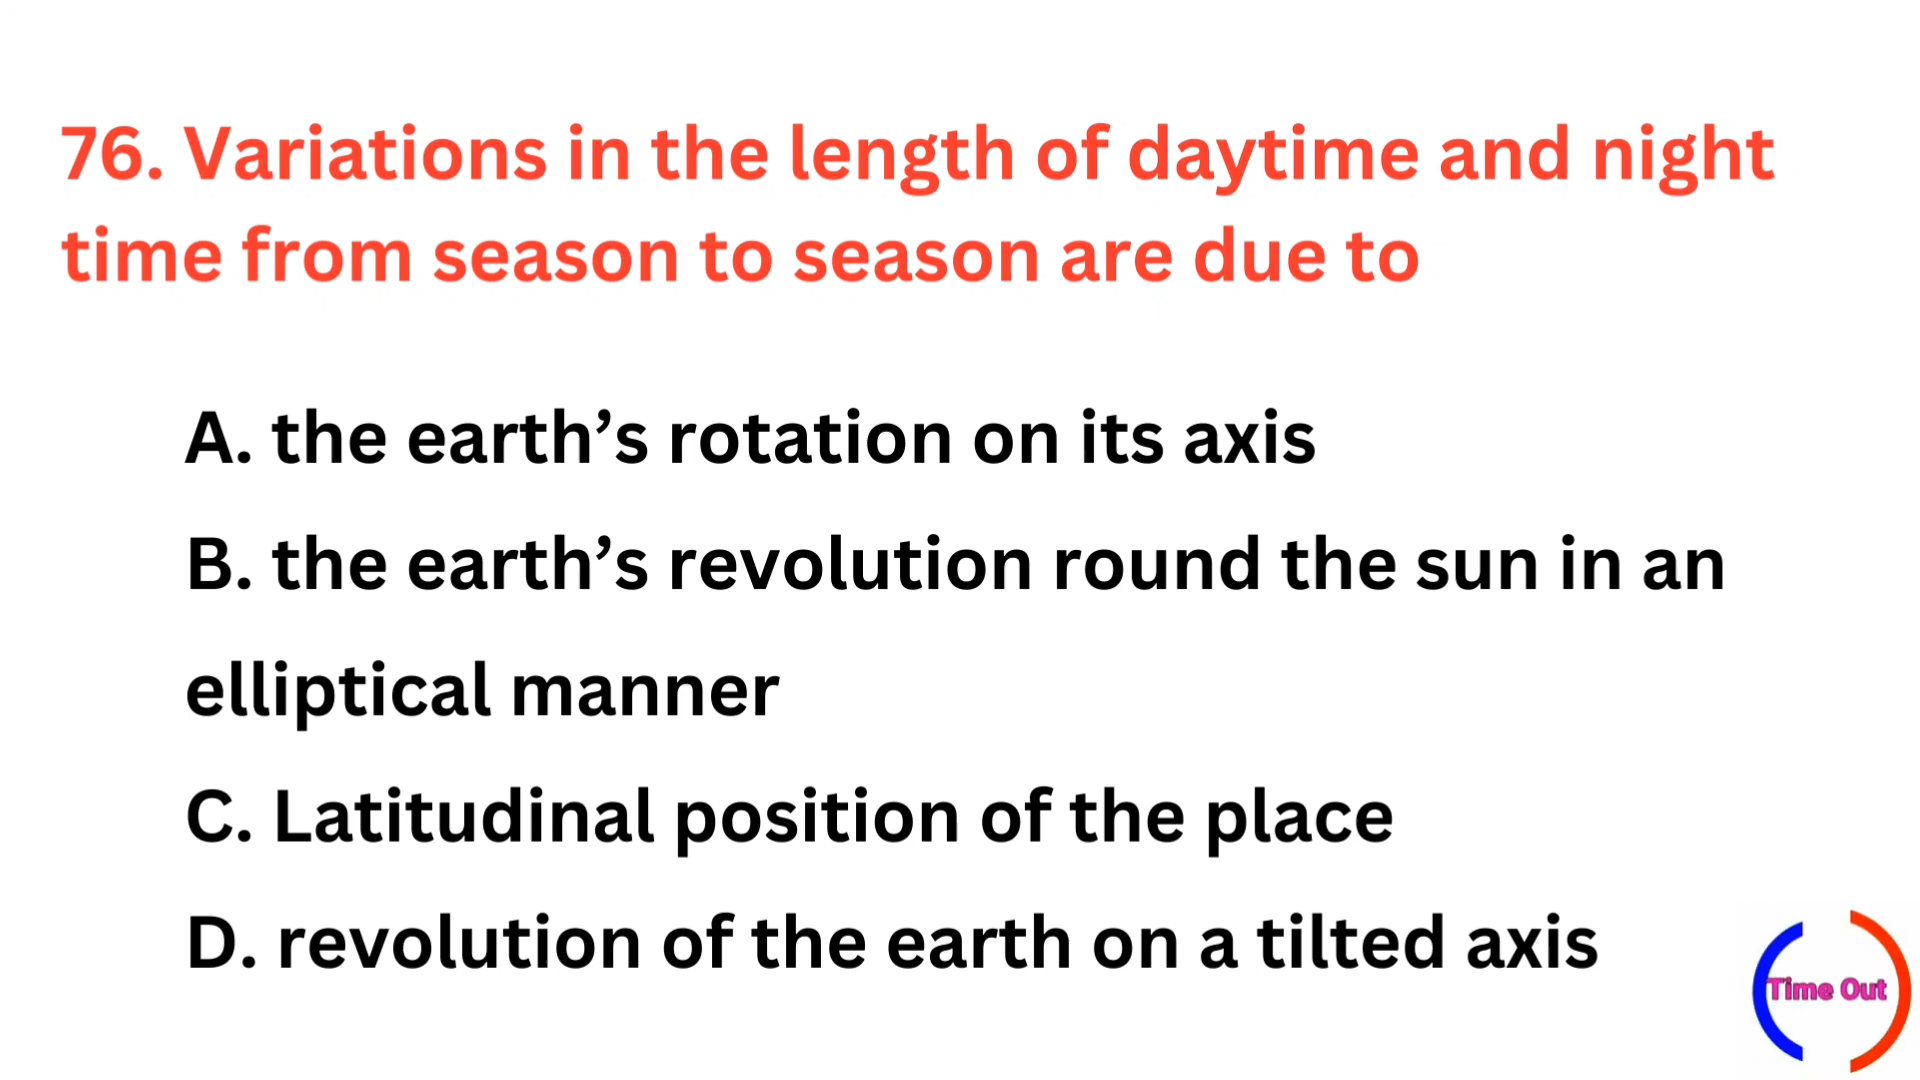 76. Variations in the length of daytime and night
time from season to season are due to
A. the earth’s rotation on its axis
B. the earth’s revolution round the sun in an
elliptical manner
C. Latitudinal position of the place
D. revolution of the earth on a tilted axis
Time Out